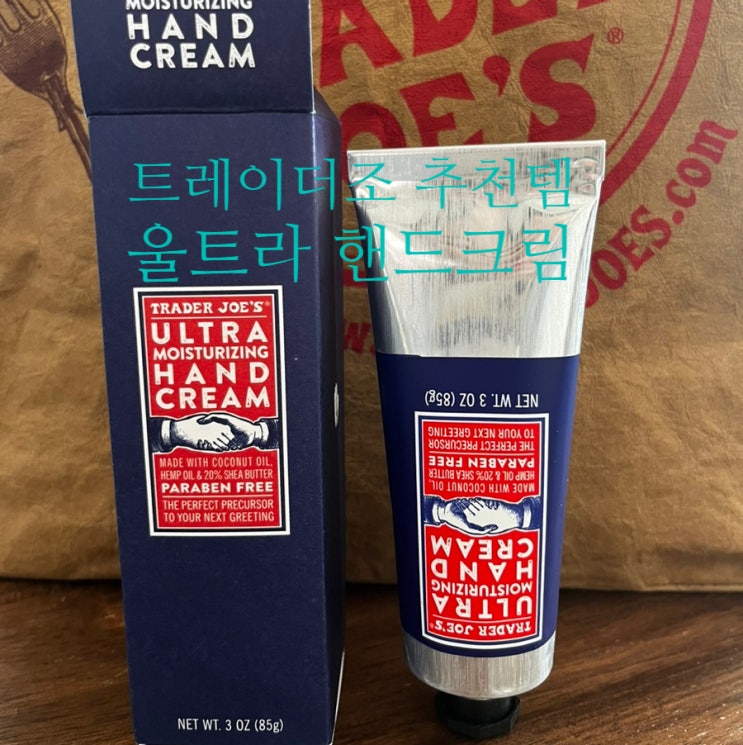 MOISTURIZING
HAND
CREAM
트레이더조 추천템
울트라 핸드크림
TRADER JOE'S®
ULTRA
MOISTURIZING
HAND
CREAM
MADE WITH COCONUT OIL,
HEMP OIL & 20% SHEA BUTTER
PARABEN FREE
THE PERFECT PRECURSOR
TO YOUR NEXT GREETING
NET WT. 3 OZ (85g)
TRADER JOE'S®
ULTRA
MOISTURIZING
HAND
CREAM
MADE WITH COCONUT OIL,
HEMP OIL & 20% SHEA BUTTER
PARABEN FREE
THE PERFECT PRECURSOR
TO YOUR NEXT GREETING
NET WT. 3 OZ (85g)
JOE'S®